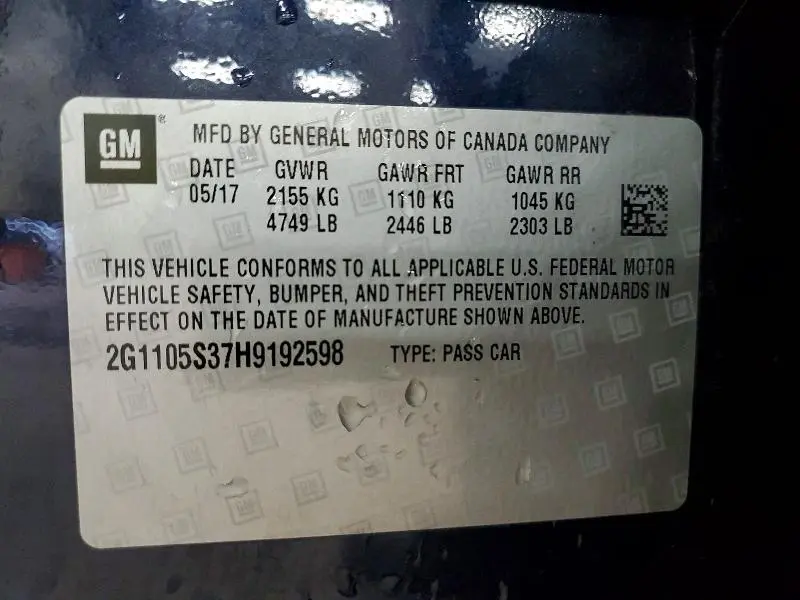 GM
MFD BY GENERAL MOTORS OF CANADA COMPANY
DATE GVWR GAWR FRT GAWR RR
05/17 2155 KG 1110 KG 1045 KG
4749 LB 2446 LB 2303 LB
THIS VEHICLE CONFORMS TO ALL APPLICABLE U.S. FEDERAL MOTOR
VEHICLE SAFETY, BUMPER, AND THEFT PREVENTION STANDARDS IN
EFFECT ON THE DATE OF MANUFACTURE SHOWN ABOVE.
2G1105S37H9192598 TYPE: PASS CAR